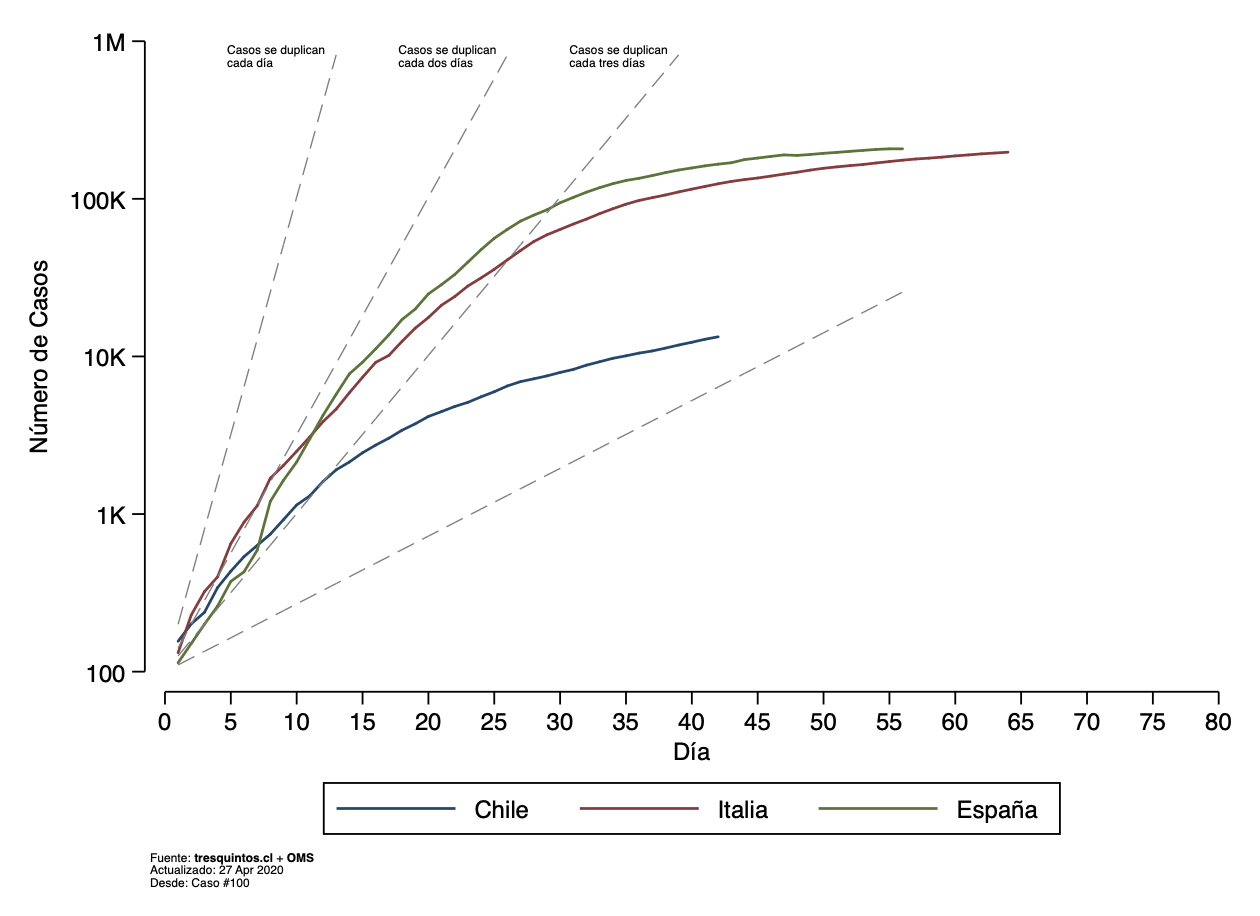 Casos se duplican
cada día
Casos se duplican
cada dos días
Casos se duplican
cada tres días
1M
100K
10K
1K
100
Número de Casos
0 5 10 15 20 25 30 35 40 45 50 55 60 65 70 75 80
Día
Chile Italia España
Fuente: tresquintos.cl + OMS
Actualizado: 27 Apr 2020
Desde: Caso #100